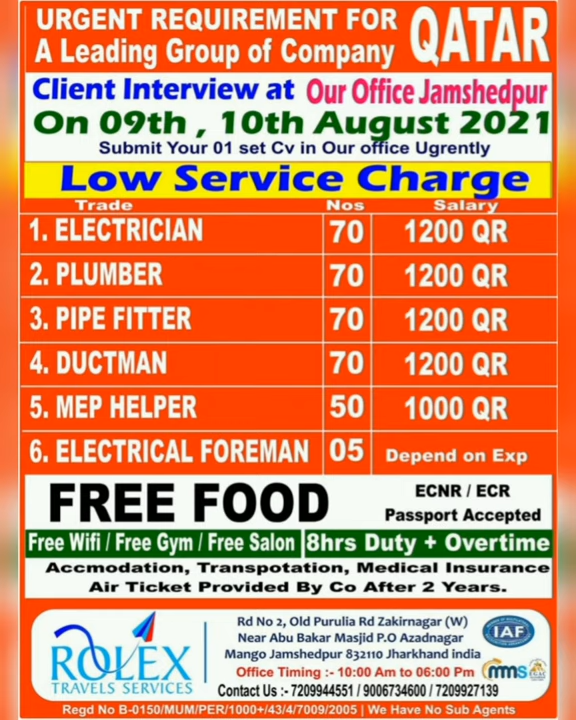 URGENT REQUIREMENT FOR
A Leading Group of Company QATAR
Client Interview at Our Office Jamshedpur
On 09th , 10th August 2021
Submit Your 01 set Cv in Our office Ugrently
Low Service Charge
Trade Nos Salary
1. ELECTRICIAN 70 1200 QR
2. PLUMBER 70 1200 QR
3. PIPE FITTER 70 1200 QR
4. DUCTMAN 70 1200 QR
5. MEP HELPER 50 1000 QR
6. ELECTRICAL FOREMAN 05 Depend on Exp
FREE FOOD
ECNR / ECR
Passport Accepted
Free Wifi / Free Gym / Free Salon 8hrs Duty + Overtime
Accmodation, Transpotation, Medical Insurance
Air Ticket Provided By Co After 2 Years.
ROLEX
TRAVELS SERVICES
Rd No 2, Old Purulia Rd Zakirnagar (W)
Near Abu Bakar Masjid P.O Azadnagar
Mango Jamshedpur 832110 Jharkhand india
Office Timing :- 10:00 Am to 06:00 Pm
Contact Us :- 7209944551 / 9006734600 / 7209927139
IAF
rms
Regd No B-0150/MUM/PER/1000+/43/4/7009/2005 | We Have No Sub Agents